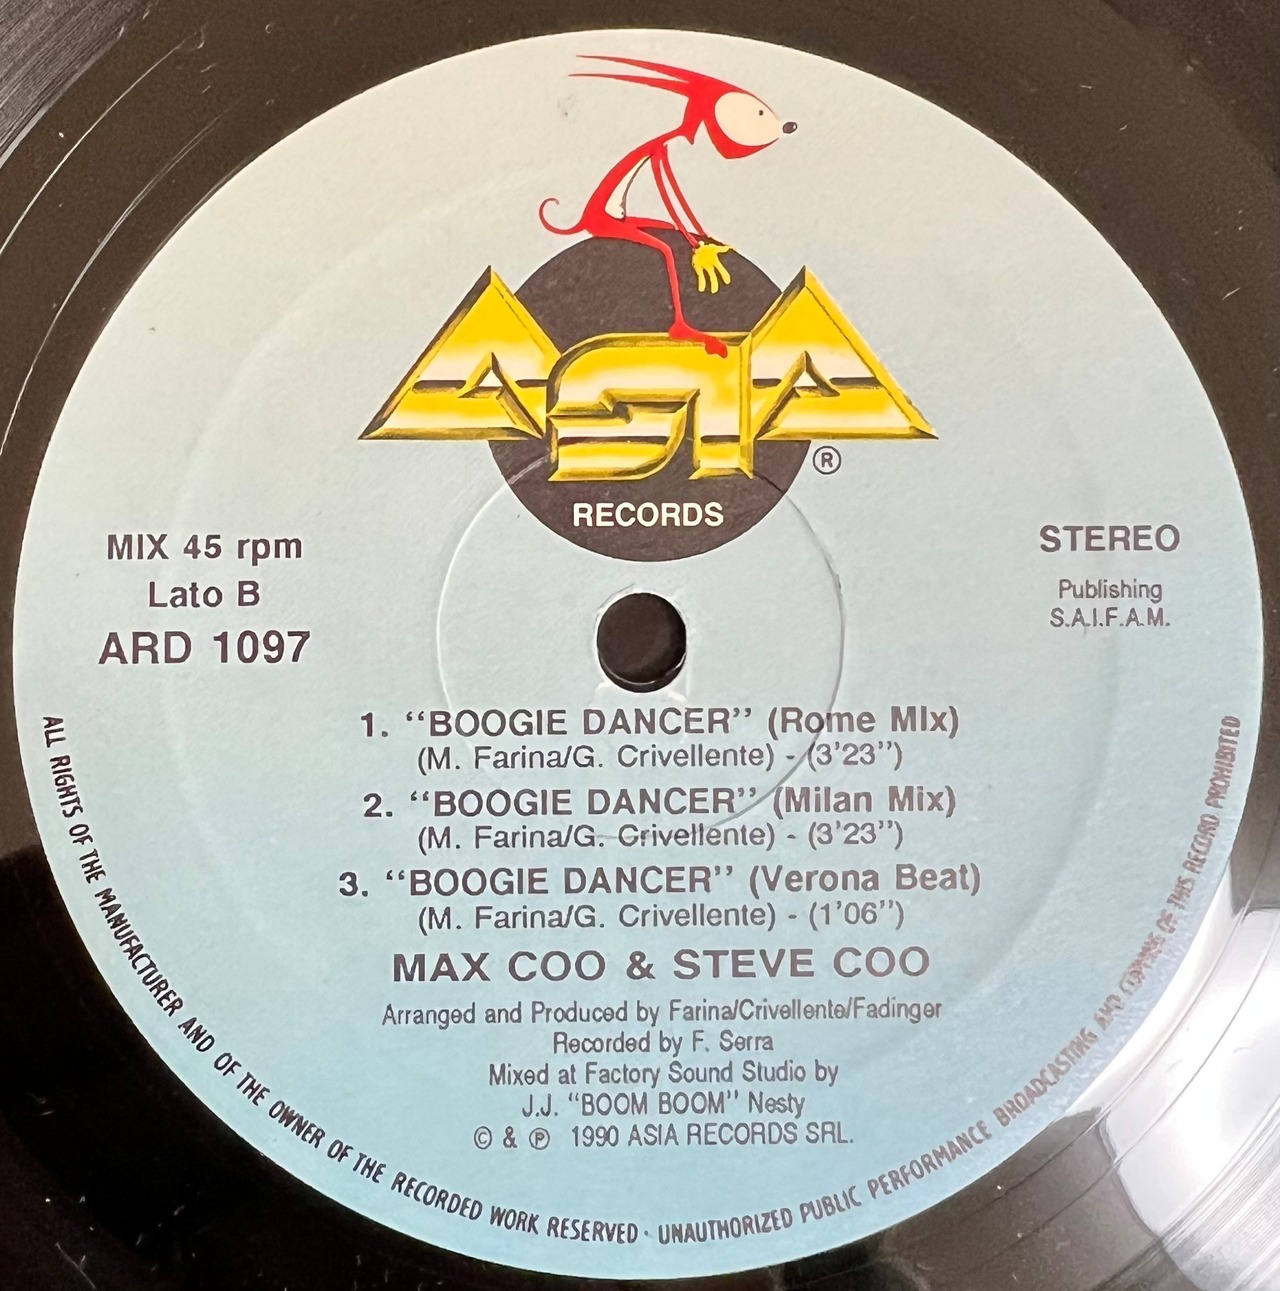 ASIA
®
RECORDS
MIX 45 rpm
Lato B
ARD 1097
STEREO
Publishing
S.A.I.F.A.M.
1. “BOOGIE DANCER” (Rome MIx)
(M. Farina/G. Crivellente) - (3’23”)
2. “BOOGIE DANCER” (Milan Mix)
(M. Farina/G. Crivellente) - (3’23”)
3. “BOOGIE DANCER” (Verona Beat)
(M. Farina/G. Crivellente) - (1’06”)
MAX COO & STEVE COO
Arranged and Produced by Farina/Crivellente/Fadinger
Recorded by F. Serra
Mixed at Factory Sound Studio by
J.J. “BOOM BOOM” Nesty
© & ℗ 1990 ASIA RECORDS SRL.
ALL RIGHTS OF THE MANUFACTURER AND OF THE OWNER OF THE RECORDED WORK RESERVED · UNAUTHORIZED PUBLIC PERFORMANCE BROADCASTING AND COPYING OF THIS RECORD PROHIBITED